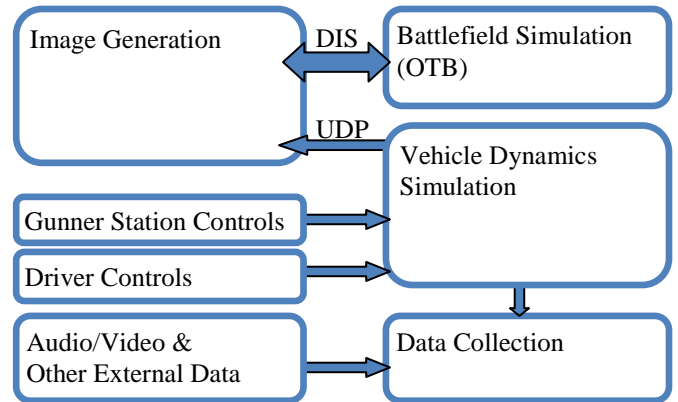 Image Generation
DIS
Battlefield Simulation
(OTB)
UDP
Vehicle Dynamics
Simulation
Gunner Station Controls
Driver Controls
Audio/Video &
Other External Data
Data Collection